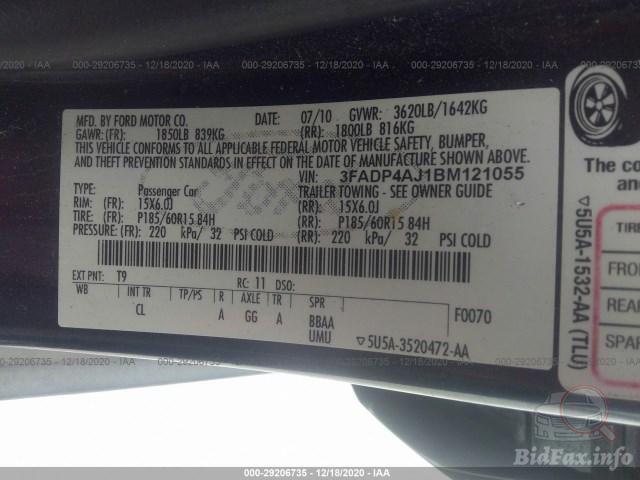 000-29206735 - 12/18/2020 - IAA
MFD. BY FORD MOTOR CO.
DATE: 07/10 GVWR: 3620LB/1642KG
GAWR: (FR): 1850LB 839KG (RR): 1800LB 816KG
THIS VEHICLE CONFORMS TO ALL APPLICABLE FEDERAL MOTOR VEHICLE SAFETY, BUMPER,
AND THEFT PREVENTION STANDARDS IN EFFECT ON THE DATE OF MANUFACTURE SHOWN ABOVE.
VIN: 3FADP4AJ1BM121055
TYPE: Passenger Car TRAILER TOWING - SEE OWNER GUIDE
RIM: (FR): 15X6.0J (RR): 15X6.0J
TIRE: (FR): P185/60R15 84H (RR): P185/60R15 84H
PRESSURE: (FR): 220 kPa/ 32 PSI COLD (RR): 220 kPa/ 32 PSI COLD
EXT PNT: T9 RC: 11 DSO:
WB INT TR TP/PS R AXLE TR SPR
CL A GG A BBAA
UMU
F0070
5U5A-3520472-AA
The co
TIRE
FRO
REAR
SPAR
5U5A-1532-AA (TLU)
BidFax.info
000-29206735 - 12/18/2020 - IAA